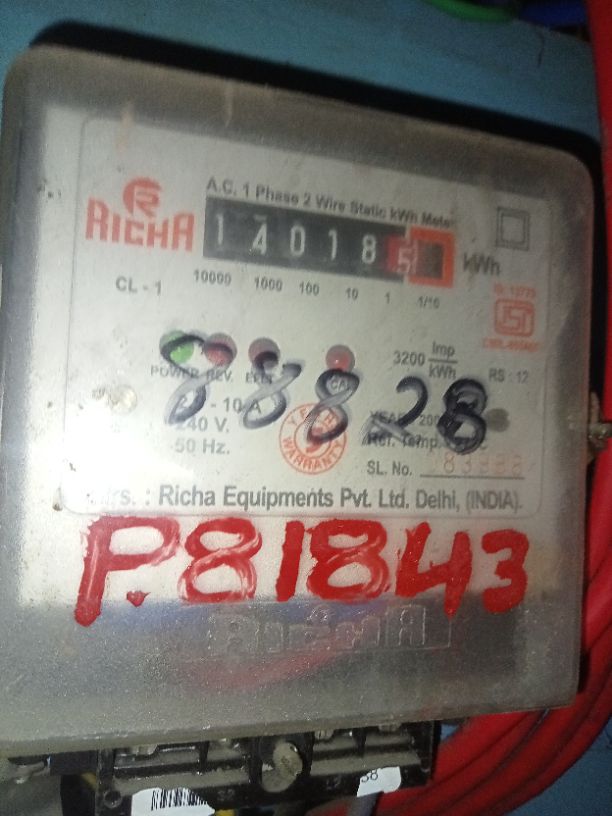 A.C. 1 Phase 2 Wire Static kWh Meter
RICHA
140185
kWh
CL - 1
10000 1000 100 10 1 1/10
3200 Imp/kWh
RS : 12
POWER REV.
CAL
88828
10 A
240 V.
50 Hz.
YEAR
WARRANTY
SL. No.
Richa Equipments Pvt. Ltd. Delhi, (INDIA).
P.81843